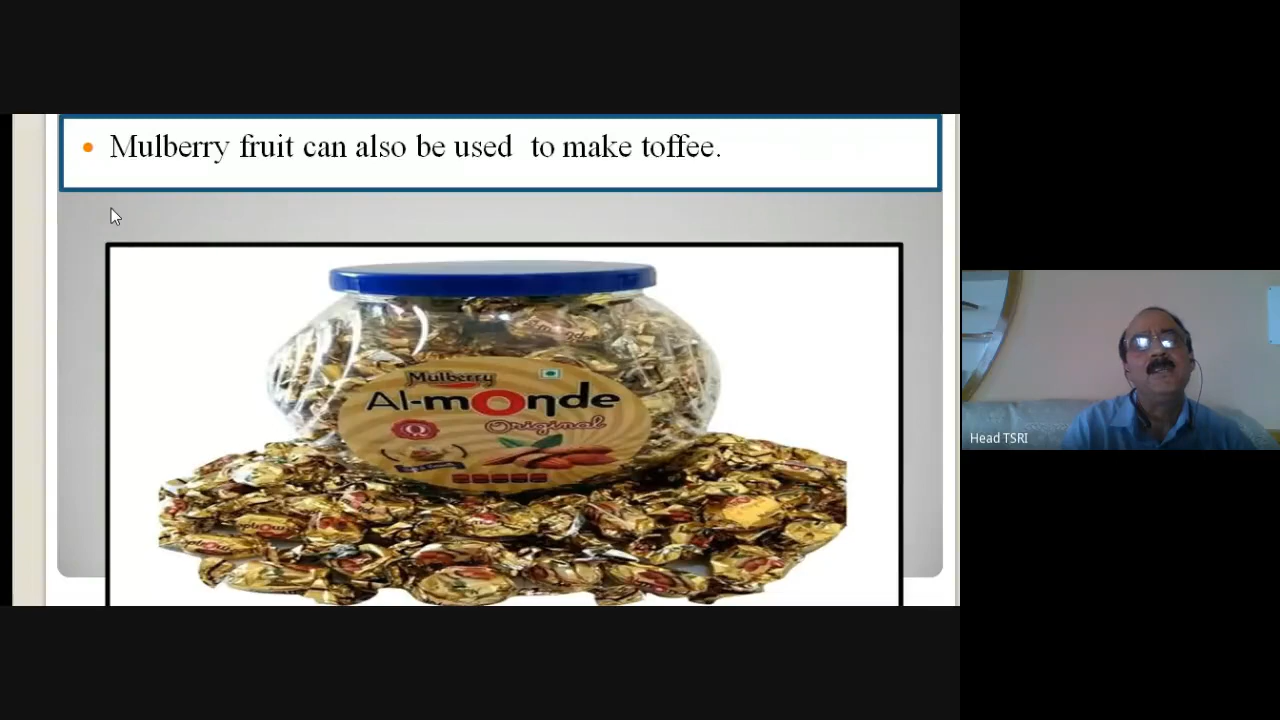 Mulberry fruit can also be used to make toffee.
Mulberry
Al-monde
Original
Q
Head TSRI